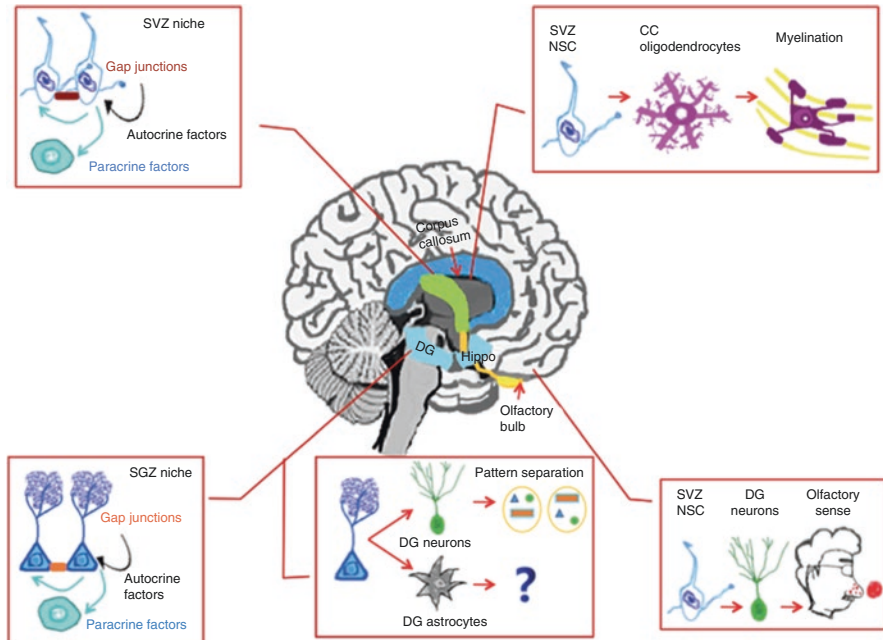 SVZ niche
Gap junctions
Autocrine factors
Paracrine factors
SVZ
NSC
CC
oligodendrocytes
Myelination
Corpus
callosum
DG
Hippo
Olfactory
bulb
SGZ niche
Gap junctions
Autocrine
factors
Paracrine factors
Pattern separation
DG neurons
DG astrocytes
?
SVZ
NSC
DG
neurons
Olfactory
sense